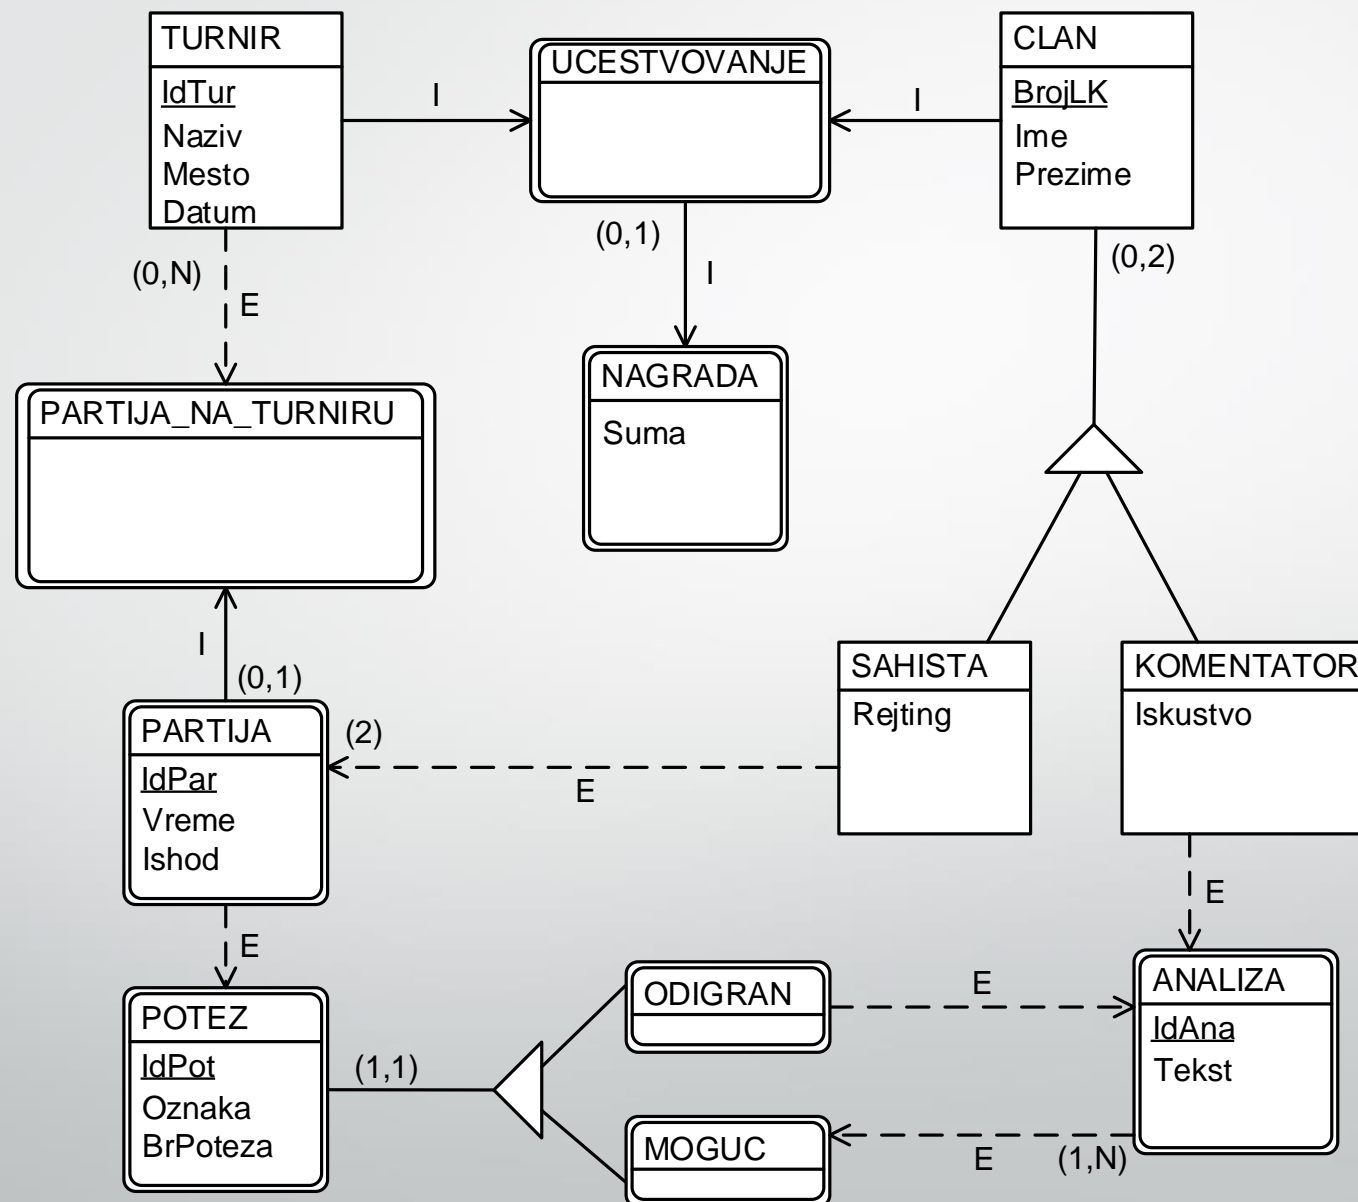 TURNIR
IdTur
Naziv
Mesto
Datum
I
UCESTVOVANJE
I
CLAN
BrojLK
Ime
Prezime
(0,N)
E
(0,1)
I
(0,2)
NAGRADA
Suma
PARTIJA_NA_TURNIRU
I
(0,1)
PARTIJA
IdPar
Vreme
Ishod
(2)
E
SAHISTA
Rejting
KOMENTATOR
Iskustvo
E
E
POTEZ
IdPot
Oznaka
BrPoteza
(1,1)
ODIGRAN
E
ANALIZA
IdAna
Tekst
MOGUC
E
(1,N)